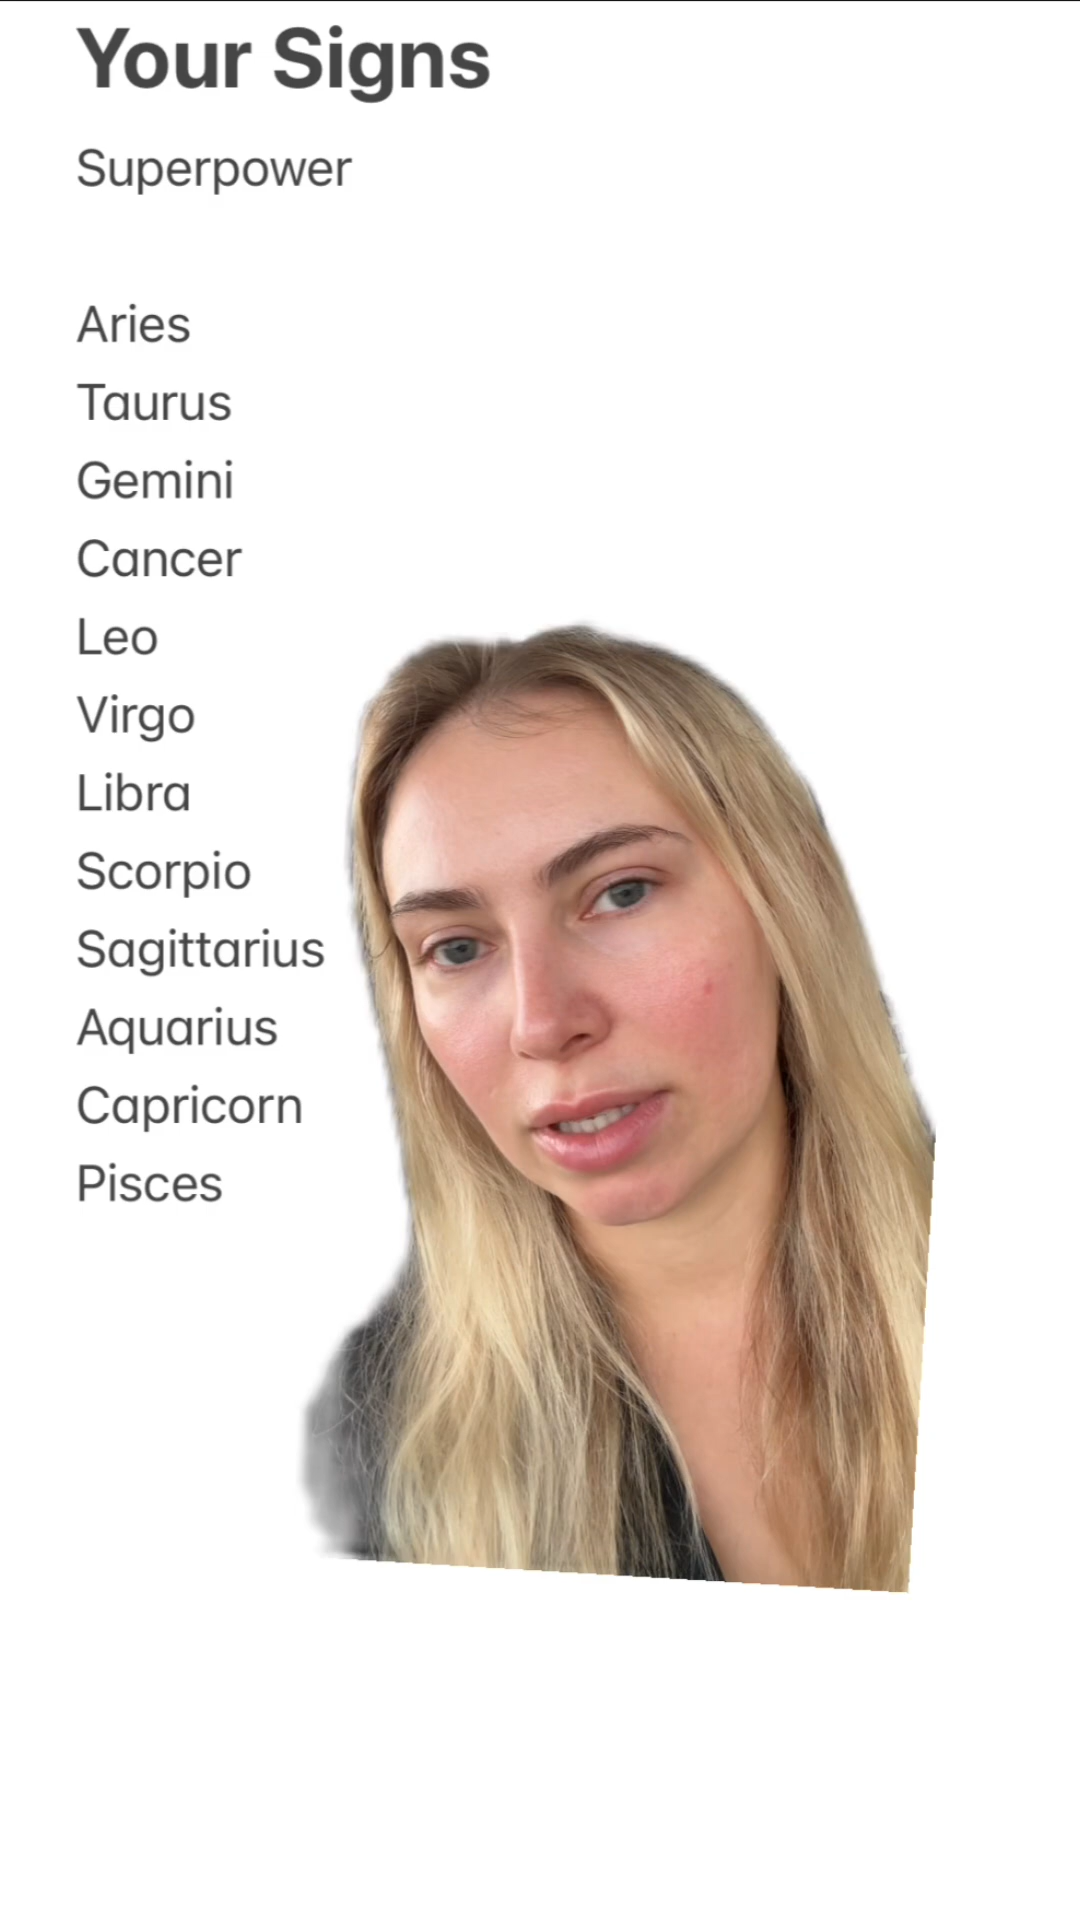 Your Signs
Superpower
Aries
Taurus
Gemini
Cancer
Leo
Virgo
Libra
Scorpio
Sagittarius
Aquarius
Capricorn
Pisces